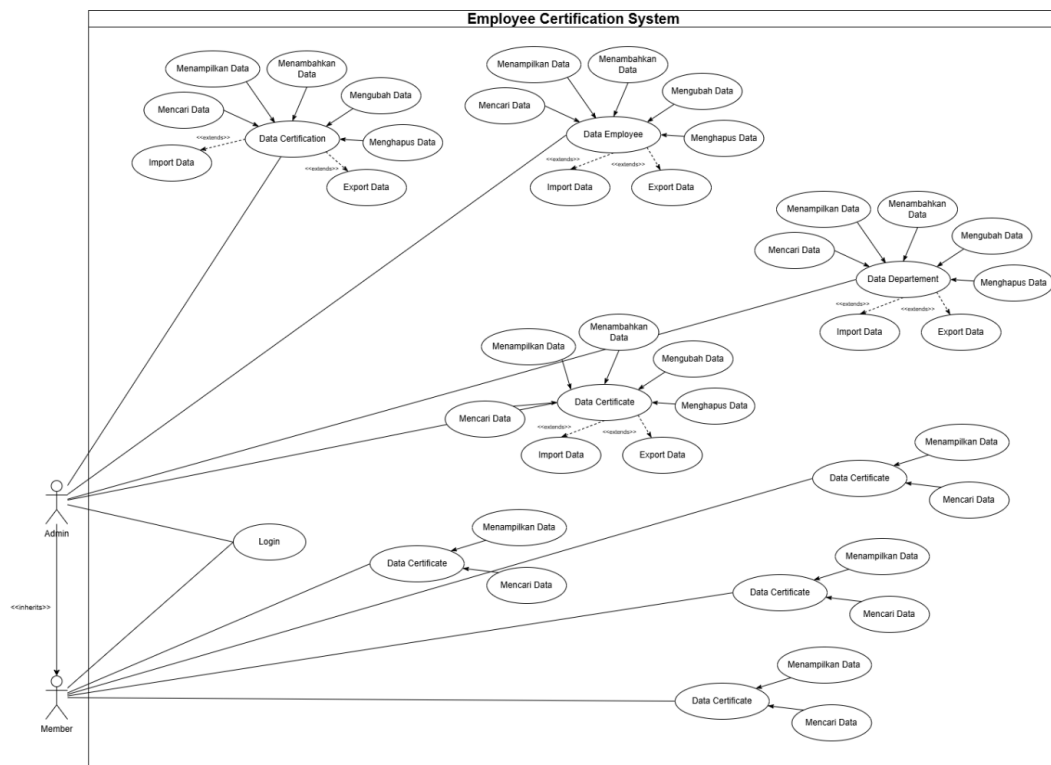 Employee Certification System
Menampilkan Data
Menambahkan
Data
Mengubah Data
Mencari Data
Data Certification
Menghapus Data
<<extends>>
Import Data
<<extends>>
Export Data
Menampilkan Data
Menambahkan
Data
Mengubah Data
Mencari Data
Data Employee
Menghapus Data
<<extends>>
<<extends>>
Import Data
Export Data
Menampilkan Data
Menambahkan
Data
Mengubah Data
Mencari Data
Data Departement
Menghapus Data
<<extends>>
<<extends>>
Import Data
Export Data
Menampilkan Data
Menambahkan
Data
Mengubah Data
Data Certificate
Menghapus Data
Mencari Data
<<extends>>
<<extends>>
Import Data
Export Data
Menampilkan Data
Data Certificate
Mencari Data
Admin
Login
Menampilkan Data
Data Certificate
Mencari Data
Menampilkan Data
Data Certificate
Mencari Data
<<inherits>>
Menampilkan Data
Data Certificate
Mencari Data
Member